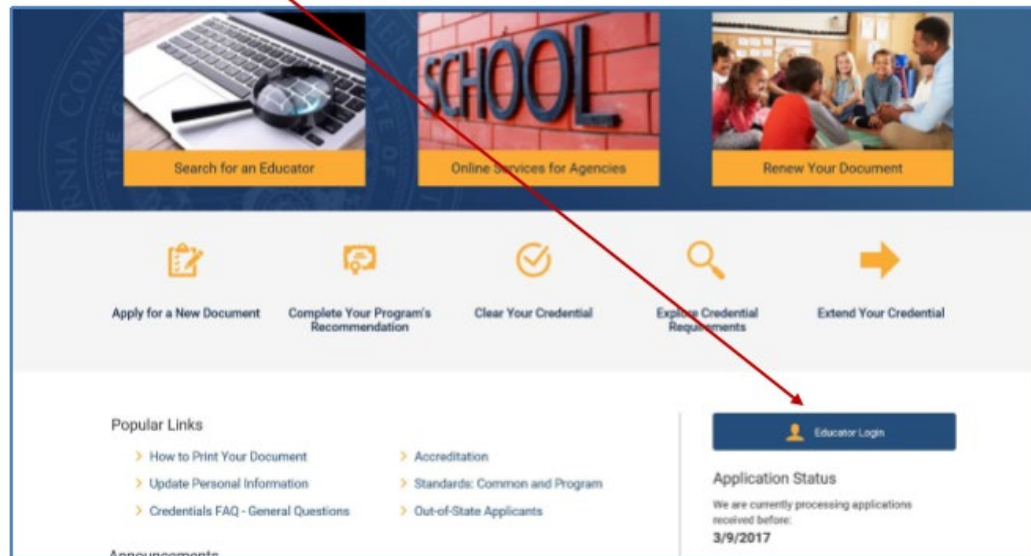 SCHOOL
Search for an Educator
Online Services for Agencies
Renew Your Document
Apply for a New Document
Complete Your Program's
Recommendation
Clear Your Credential
Explore Credential
Requirements
Extend Your Credential
Popular Links
> How to Print Your Document
> Accreditation
> Update Personal Information
> Standards: Common and Program
> Credentials FAQ - General Questions
> Out-of-State Applicants
Educator Login
Application Status
We are currently processing applications
received before:
3/9/2017
Announcements